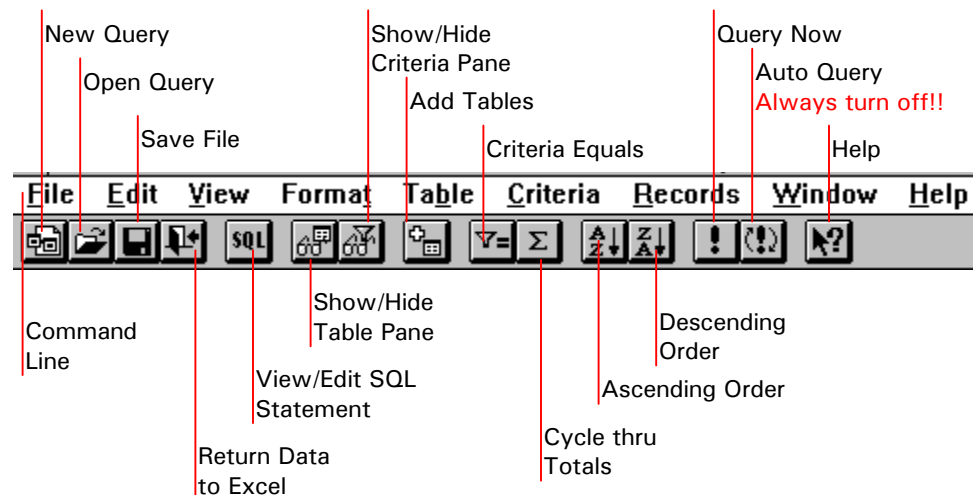 New Query
Show/Hide
Criteria Pane
Query Now
Open Query
Auto Query
Always turn off!!
Add Tables
Save File
Criteria Equals
Help
File Edit View Format Table Criteria Records Window Help
SQL
=
Σ
A
Z
Z
A
!
(!)
?
Show/Hide
Table Pane
Command
Line
Descending
Order
View/Edit SQL
Statement
Ascending Order
Cycle thru
Totals
Return Data
to Excel